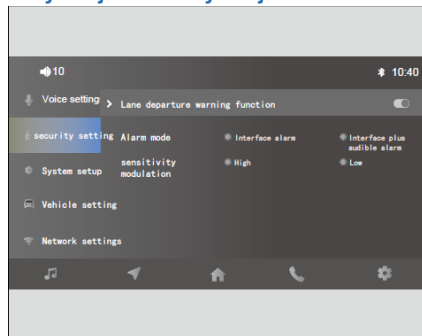 10
10:40
Voice setting
Lane departure warning function
security setting
Alarm mode
Interface alarm
Interface plus
audible alarm
System setup
sensitivity
modulation
High
Low
Vehicle setting
Network settings